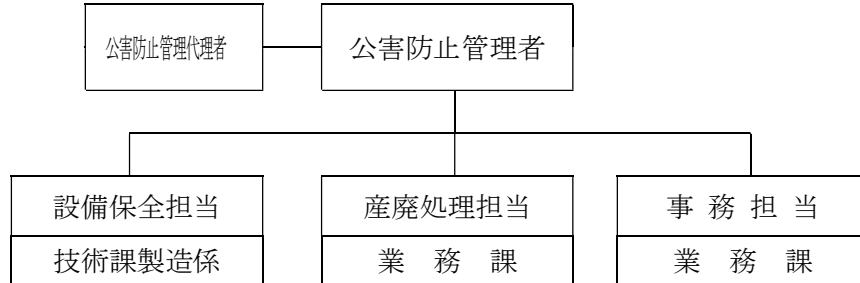 公害防止管理代理者
公害防止管理者
設備保全担当
産廃処理担当
事務担当
技術課製造係
業務課
業務課